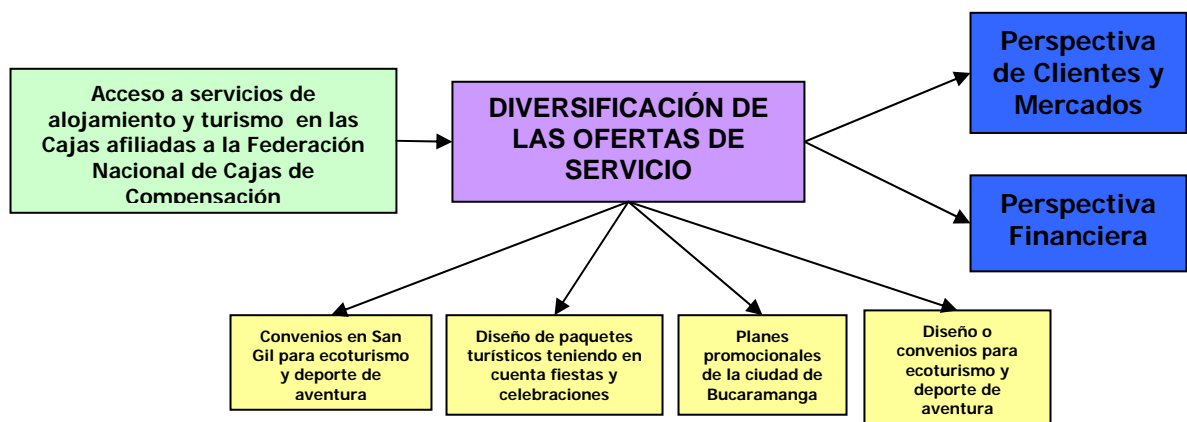 Acceso a servicios de
alojamiento y turismo en las
Cajas afiliadas a la Federación
Nacional de Cajas de
Compensación
DIVERSIFICACIÓN DE
LAS OFERTAS DE
SERVICIO
Perspectiva
de Clientes y
Mercados
Perspectiva
Financiera
Convenios en San
Gil para ecoturismo
y deporte de
aventura
Diseño de paquetes
turísticos teniendo en
cuenta fiestas y
celebraciones
Planes
promocionales
de la ciudad de
Bucaramanga
Diseño o
convenios para
ecoturismo y
deporte de
aventura